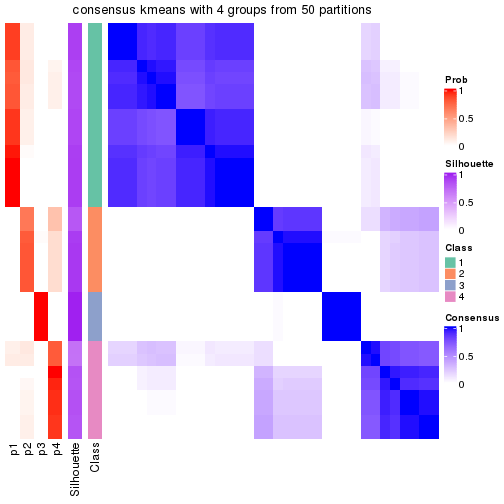 consensus kmeans with 4 groups from 50 partitions
Prob
1
0.5
0
Silhouette
1
0.5
0
Class
1
2
3
4
Consensus
1
0.5
0
p1
p2
p3
p4
Silhouette
Class